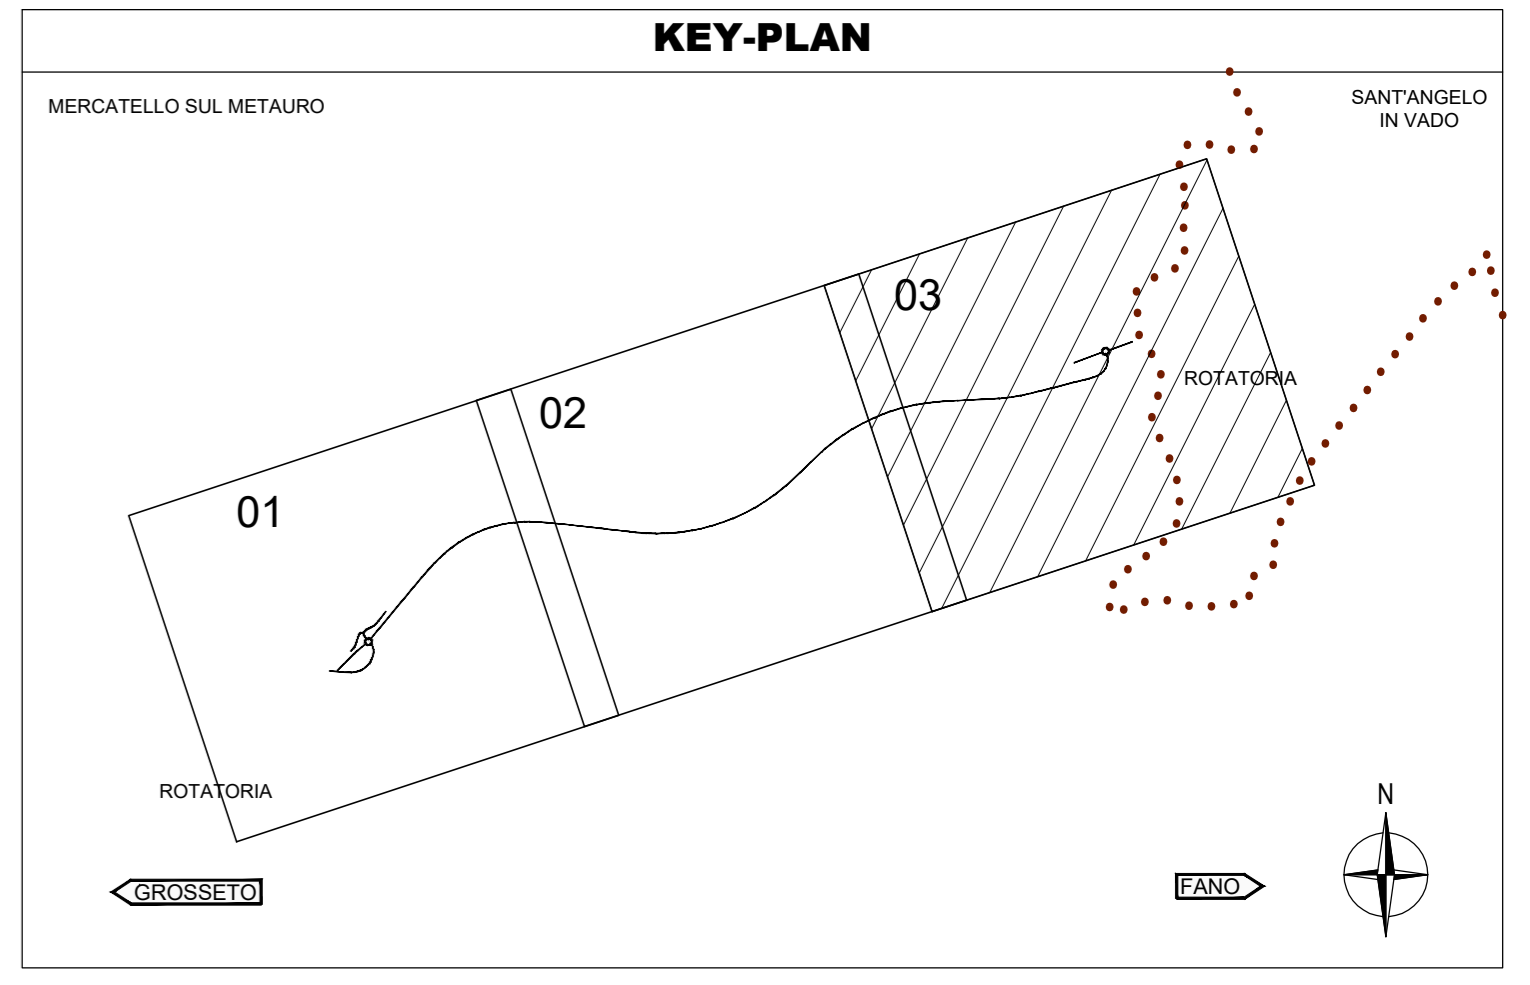 KEY-PLAN
MERCATELLO SUL METAURO
SANT'ANGELO
IN VADO
03
ROTATORIA
02
01
ROTATORIA
N
GROSSETO
FANO